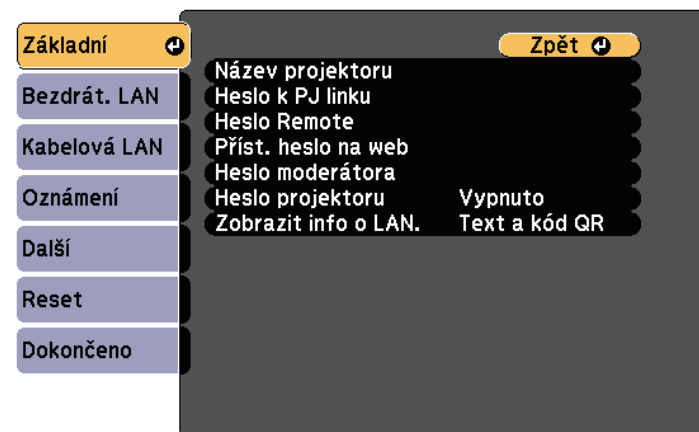 Základní
Bezdrát. LAN
Kabelová LAN
Oznámení
Další
Reset
Dokončeno
Zpět
Název projektoru
Heslo k PJ linku
Heslo Remote
Příst. heslo na web
Heslo moderátora
Heslo projektoru Vypnuto
Zobrazit info o LAN. Text a kód QR